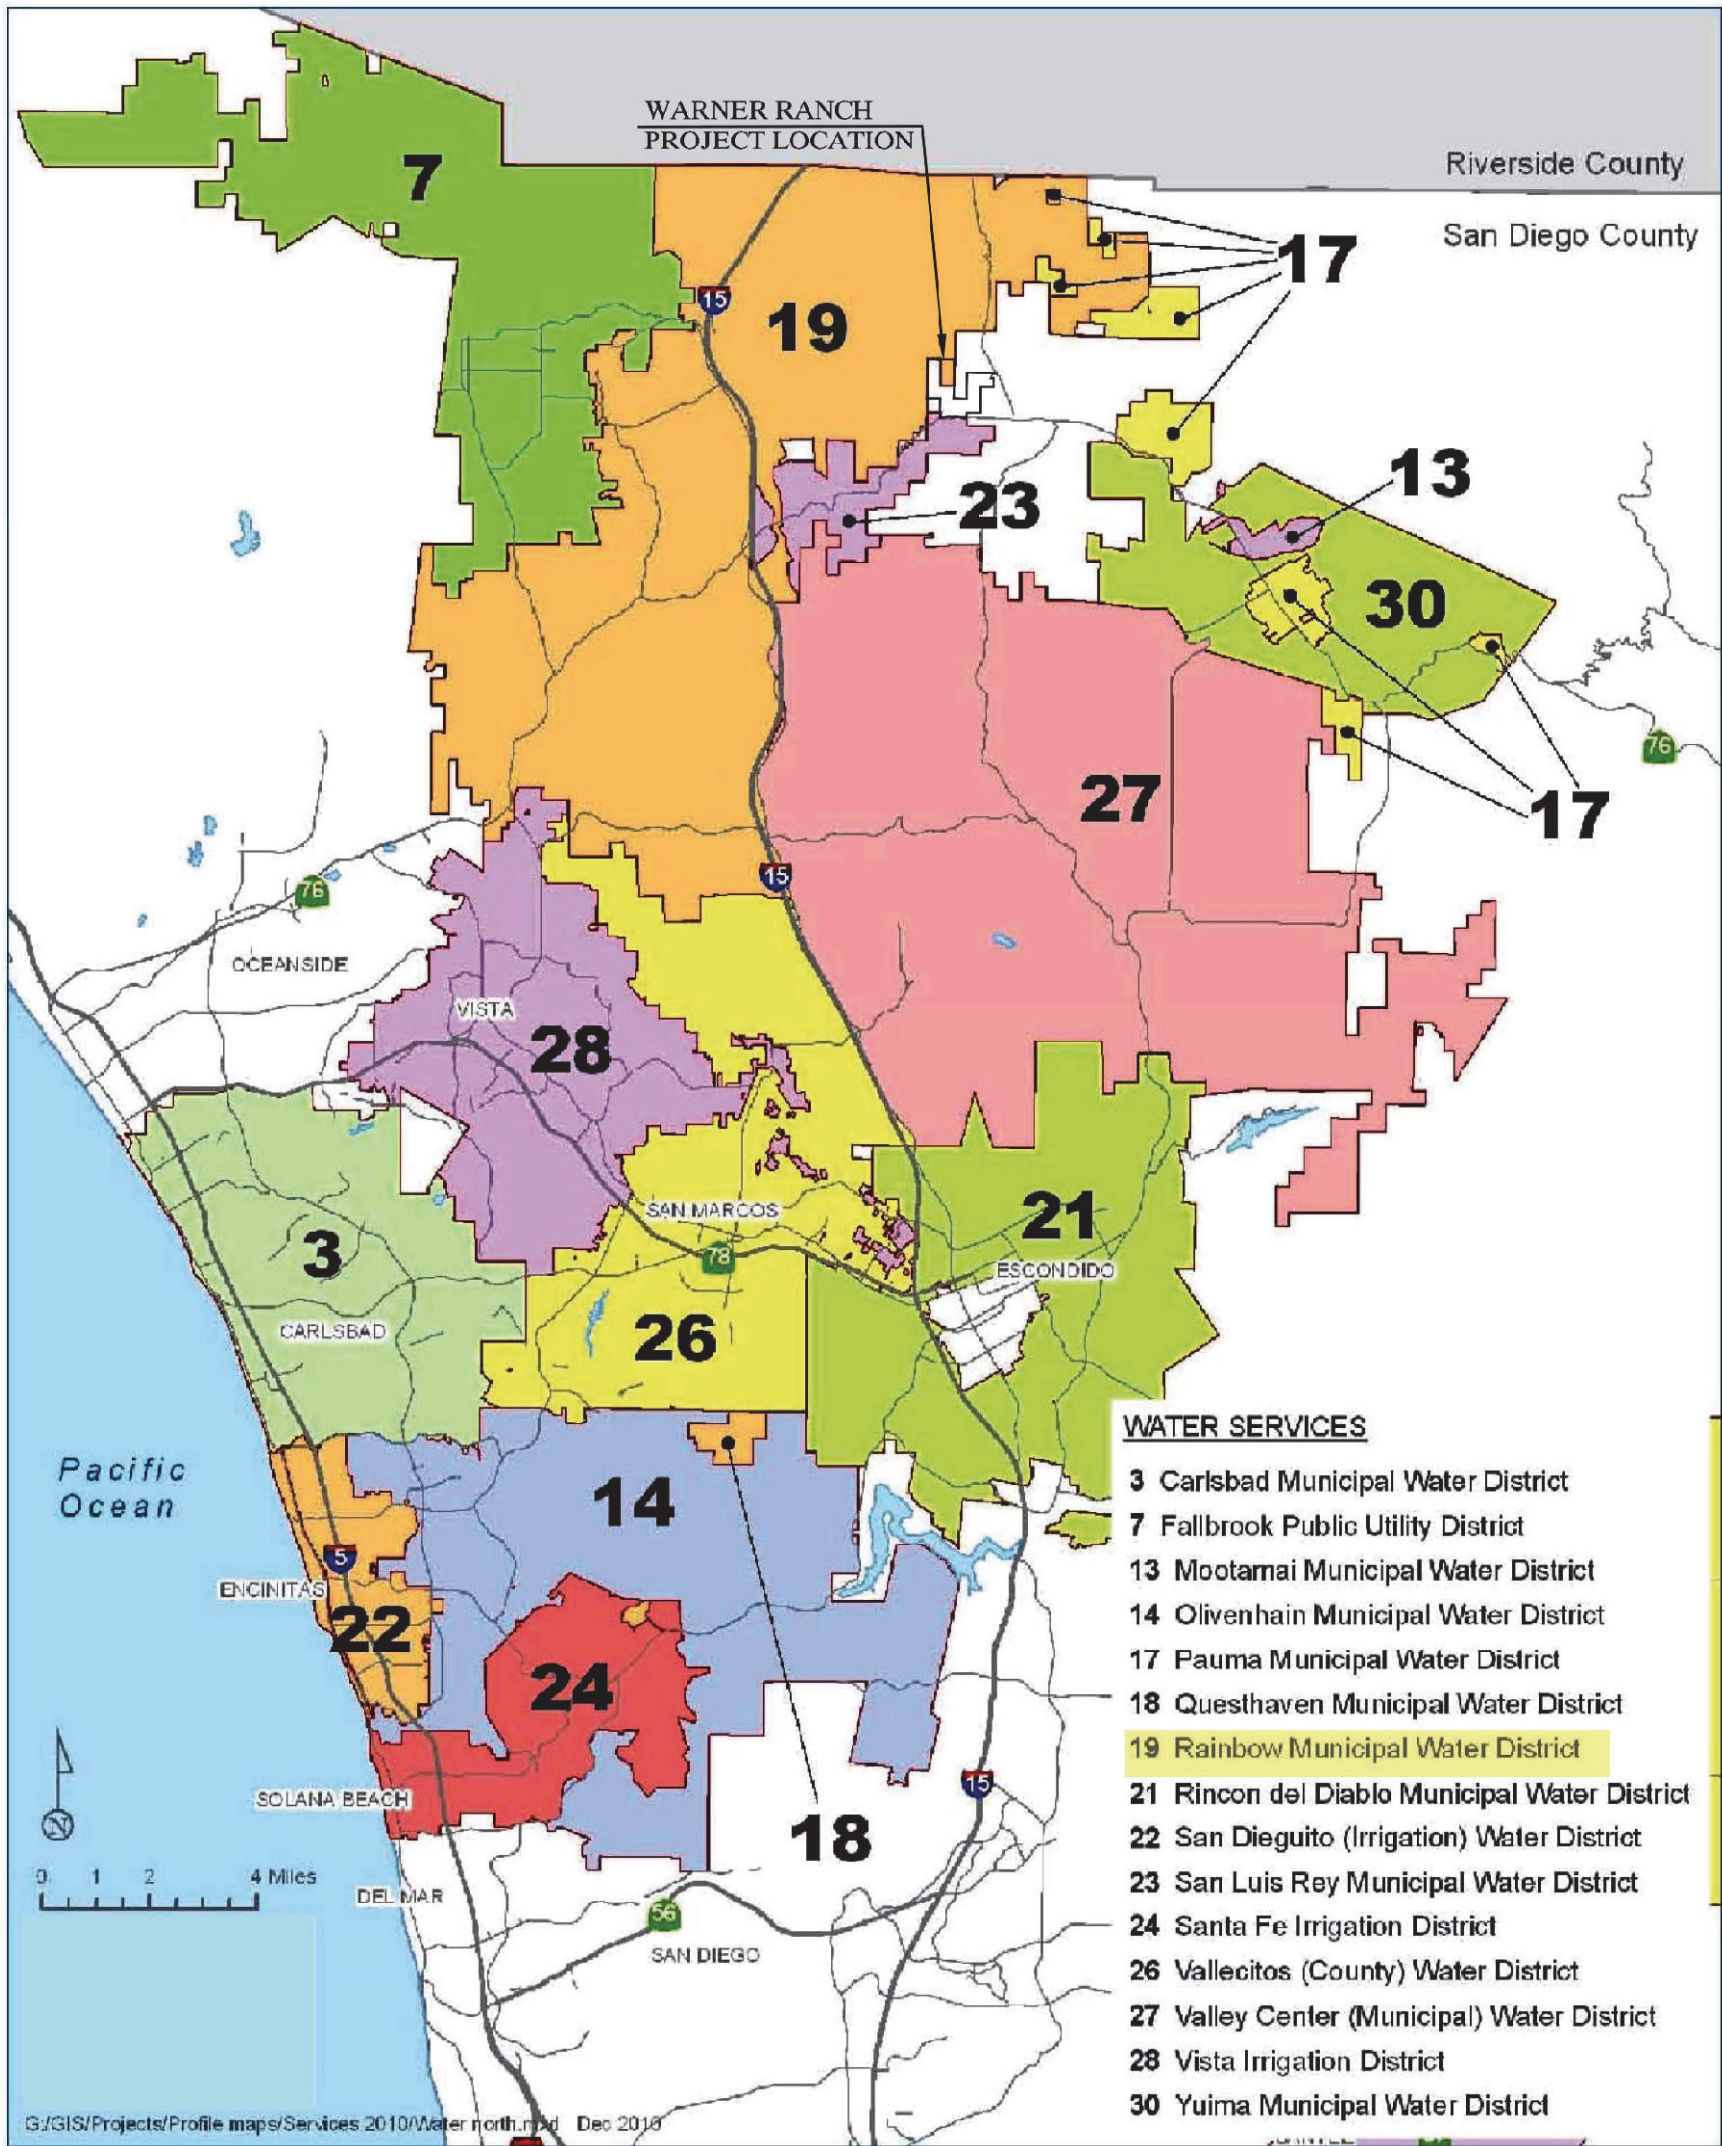 WARNER RANCH
PROJECT LOCATION
Riverside County
San Diego County
7
17
15
19
13
23
30
76
27
17
15
76
OCEANSIDE
VISTA
28
3
SAN MARCOS
78
21
ESCONDIDO
CARLSBAD
26
Pacific
Ocean
14
5
ENCINITAS
22
24
SOLANA BEACH
15
18
N
0 1 2 4 Miles
DEL MAR
56
SAN DIEGO
WATER SERVICES
3 Carlsbad Municipal Water District
7 Fallbrook Public Utility District
13 Mootamai Municipal Water District
14 Olivenhain Municipal Water District
17 Pauma Municipal Water District
18 Questhaven Municipal Water District
19 Rainbow Municipal Water District
21 Rincon del Diablo Municipal Water District
22 San Dieguito (Irrigation) Water District
23 San Luis Rey Municipal Water District
24 Santa Fe Irrigation District
26 Vallecitos (County) Water District
27 Valley Center (Municipal) Water District
28 Vista Irrigation District
30 Yuima Municipal Water District
G:/GIS/Projects/Profile maps/Services 2010/Water north.mxd Dec 2010